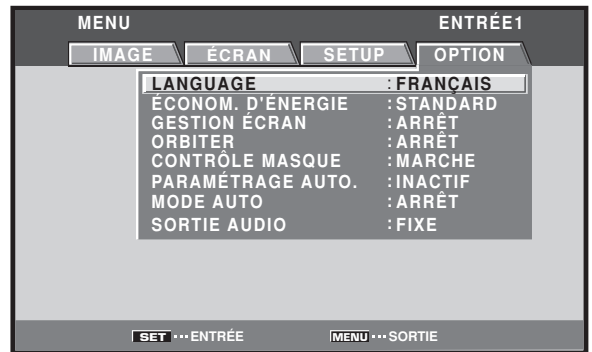 MENU ENTRÉE1
IMAGE ÉCRAN SETUP OPTION
LANGUAGE :FRANÇAIS
ÉCONOM. D'ÉNERGIE :STANDARD
GESTION ÉCRAN :ARRÊT
ORBITER :ARRÊT
CONTRÔLE MASQUE :MARCHE
PARAMÉTRAGE AUTO. :INACTIF
MODE AUTO :ARRÊT
SORTIE AUDIO :FIXE
SET ···ENTRÉE MENU ···SORTIE